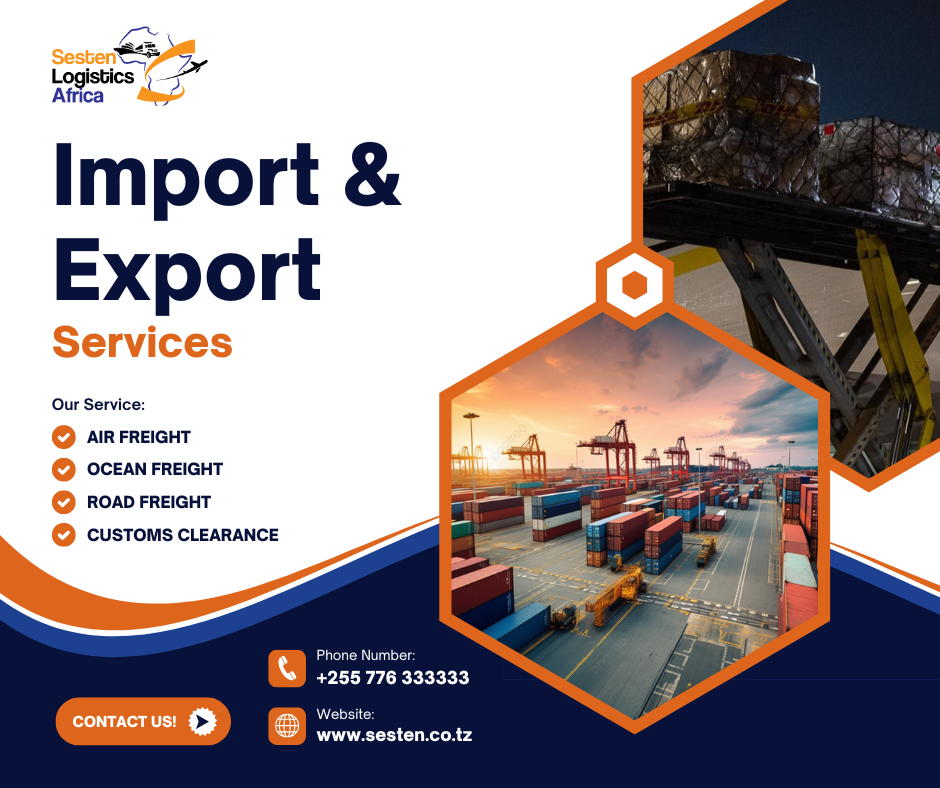 Sesten
Logistics
Africa
Import &
Export
Services
Our Service:
AIR FREIGHT
OCEAN FREIGHT
ROAD FREIGHT
CUSTOMS CLEARANCE
Phone Number:
+255 776 333333
CONTACT US!
Website:
www.sesten.co.tz